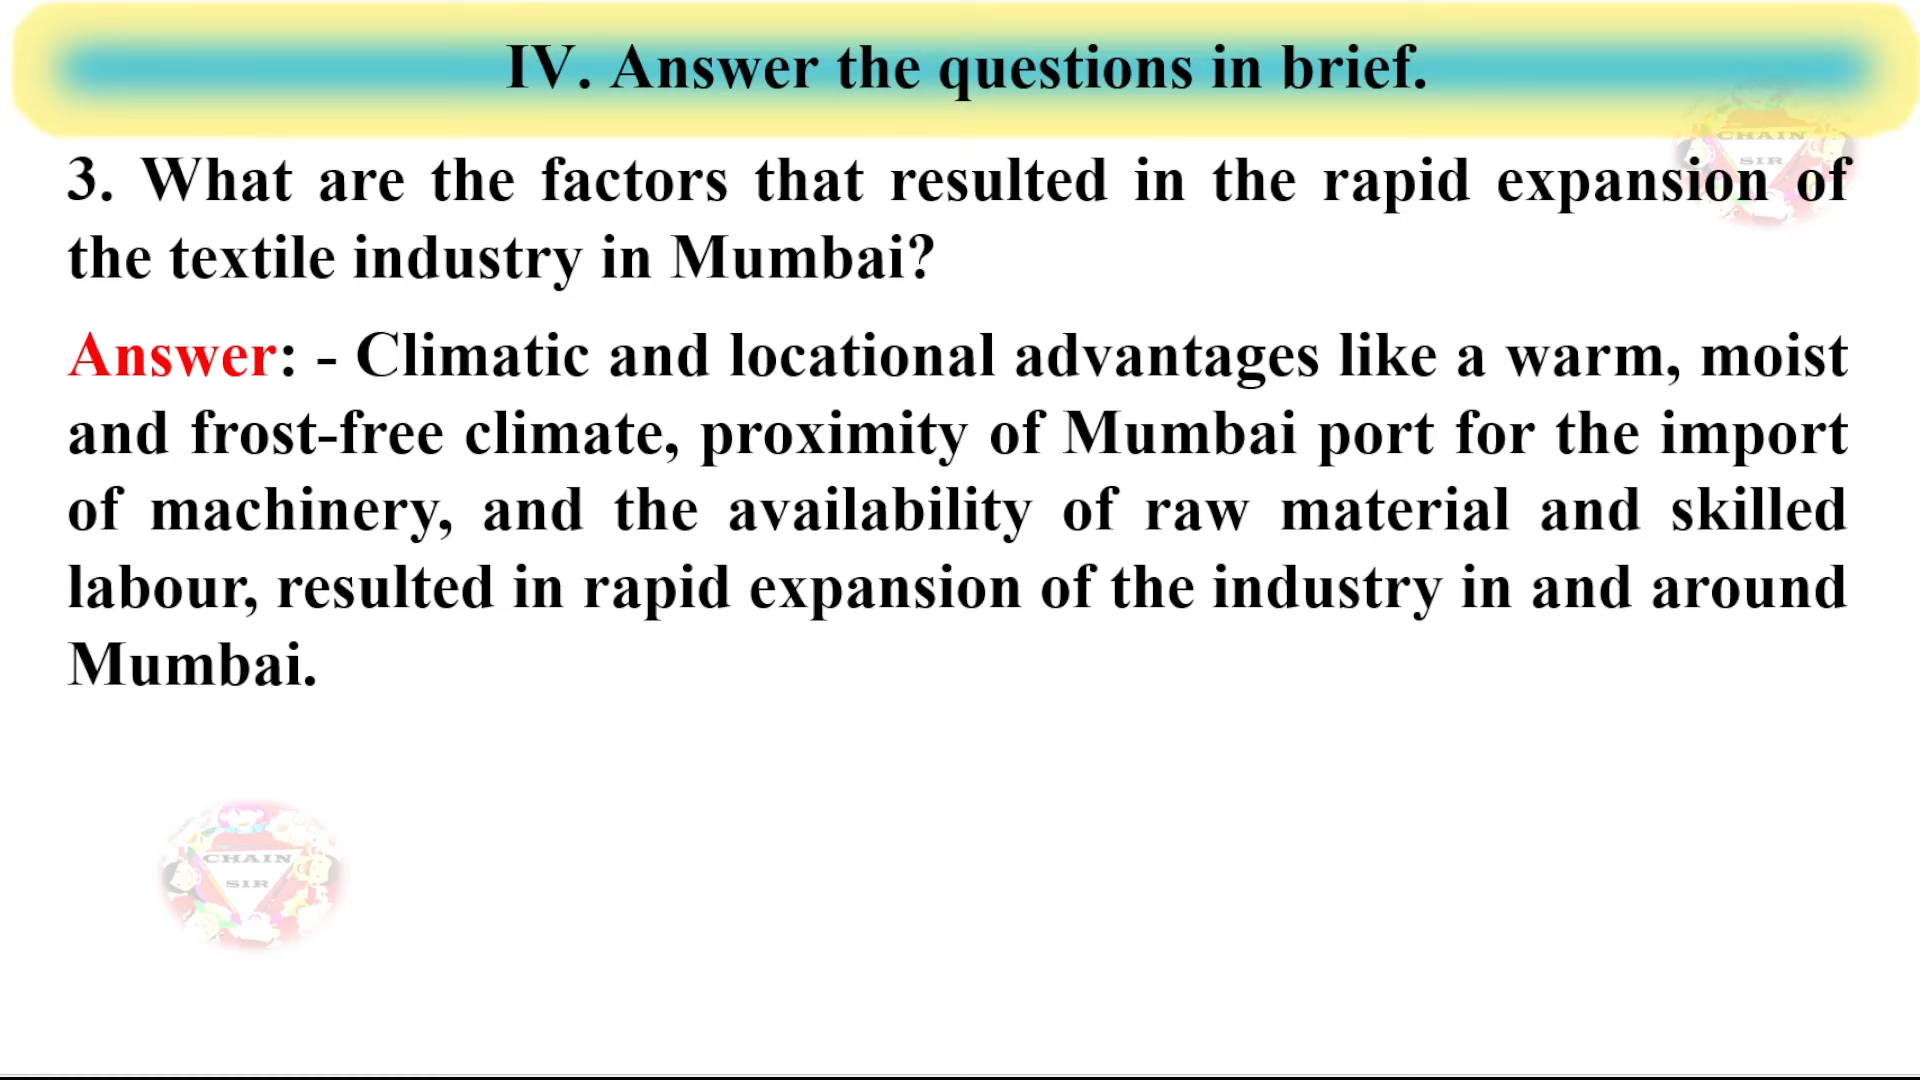 IV. Answer the questions in brief.
CHAIN
SIR
3. What are the factors that resulted in the rapid expansion of
the textile industry in Mumbai?
Answer: - Climatic and locational advantages like a warm, moist
and frost-free climate, proximity of Mumbai port for the import
of machinery, and the availability of raw material and skilled
labour, resulted in rapid expansion of the industry in and around
Mumbai.
CHAIN
SIR